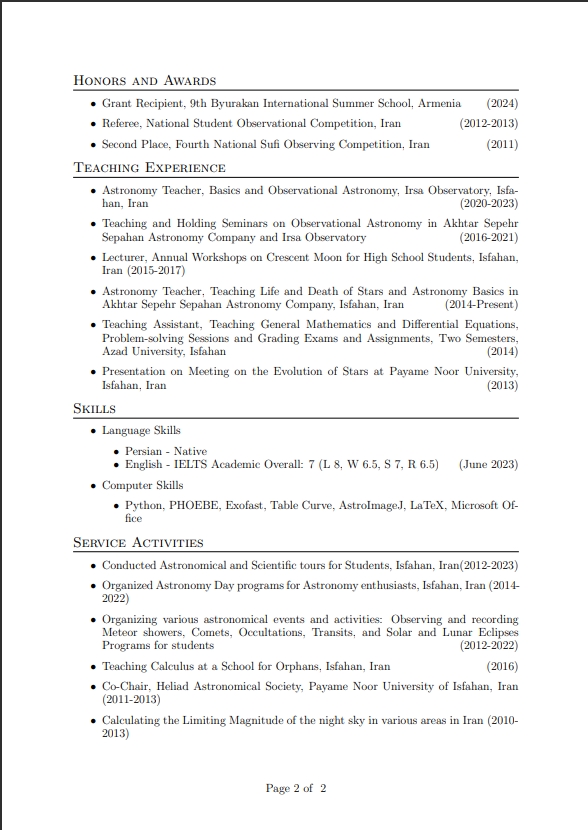 Honors and Awards
• Grant Recipient, 9th Byurakan International Summer School, Armenia (2024)
• Referee, National Student Observational Competition, Iran (2012-2013)
• Second Place, Fourth National Sufi Observing Competition, Iran (2011)
Teaching Experience
• Astronomy Teacher, Basics and Observational Astronomy, Irsa Observatory, Isfa-
han, Iran (2020-2023)
• Teaching and Holding Seminars on Observational Astronomy in Akhtar Sepehr
Sepahan Astronomy Company and Irsa Observatory (2016-2021)
• Lecturer, Annual Workshops on Crescent Moon for High School Students, Isfahan,
Iran (2015-2017)
• Astronomy Teacher, Teaching Life and Death of Stars and Astronomy Basics in
Akhtar Sepehr Sepahan Astronomy Company, Isfahan, Iran (2014-Present)
• Teaching Assistant, Teaching General Mathematics and Differential Equations,
Problem-solving Sessions and Grading Exams and Assignments, Two Semesters,
Azad University, Isfahan (2014)
• Presentation on Meeting on the Evolution of Stars at Payame Noor University,
Isfahan, Iran (2013)
Skills
• Language Skills
• Persian - Native
• English - IELTS Academic Overall: 7 (L 8, W 6.5, S 7, R 6.5) (June 2023)
• Computer Skills
• Python, PHOEBE, Exofast, Table Curve, AstroImageJ, LaTeX, Microsoft Of-
fice
Service Activities
• Conducted Astronomical and Scientific tours for Students, Isfahan, Iran(2012-2023)
• Organized Astronomy Day programs for Astronomy enthusiasts, Isfahan, Iran (2014-
2022)
• Organizing various astronomical events and activities: Observing and recording
Meteor showers, Comets, Occultations, Transits, and Solar and Lunar Eclipses
Programs for students (2012-2022)
• Teaching Calculus at a School for Orphans, Isfahan, Iran (2016)
• Co-Chair, Heliad Astronomical Society, Payame Noor University of Isfahan, Iran
(2011-2013)
• Calculating the Limiting Magnitude of the night sky in various areas in Iran (2010-
2013)
Page 2 of 2